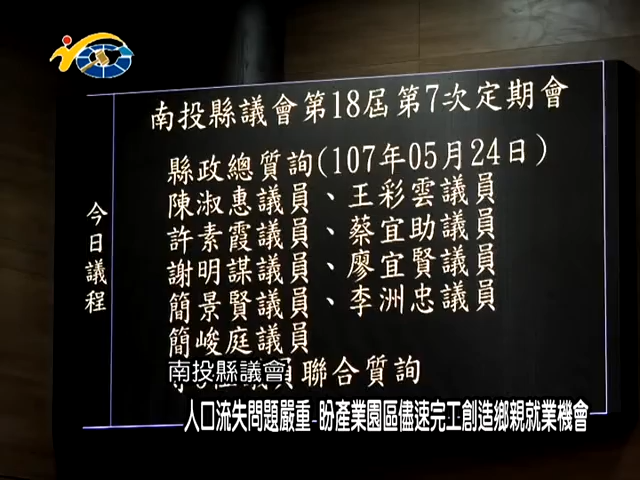 南投縣議會第18屆第7次定期會
今日議程
縣政總質詢(107年05月24日)
陳淑惠議員、王彩雲議員
許素霞議員、蔡宜助議員
謝明謀議員、廖宜賢議員
簡景賢議員、李洲忠議員
簡峻庭議員
聯合質詢
南投縣議會
人口流失問題嚴重 盼產業園區儘速完工創造鄉親就業機會